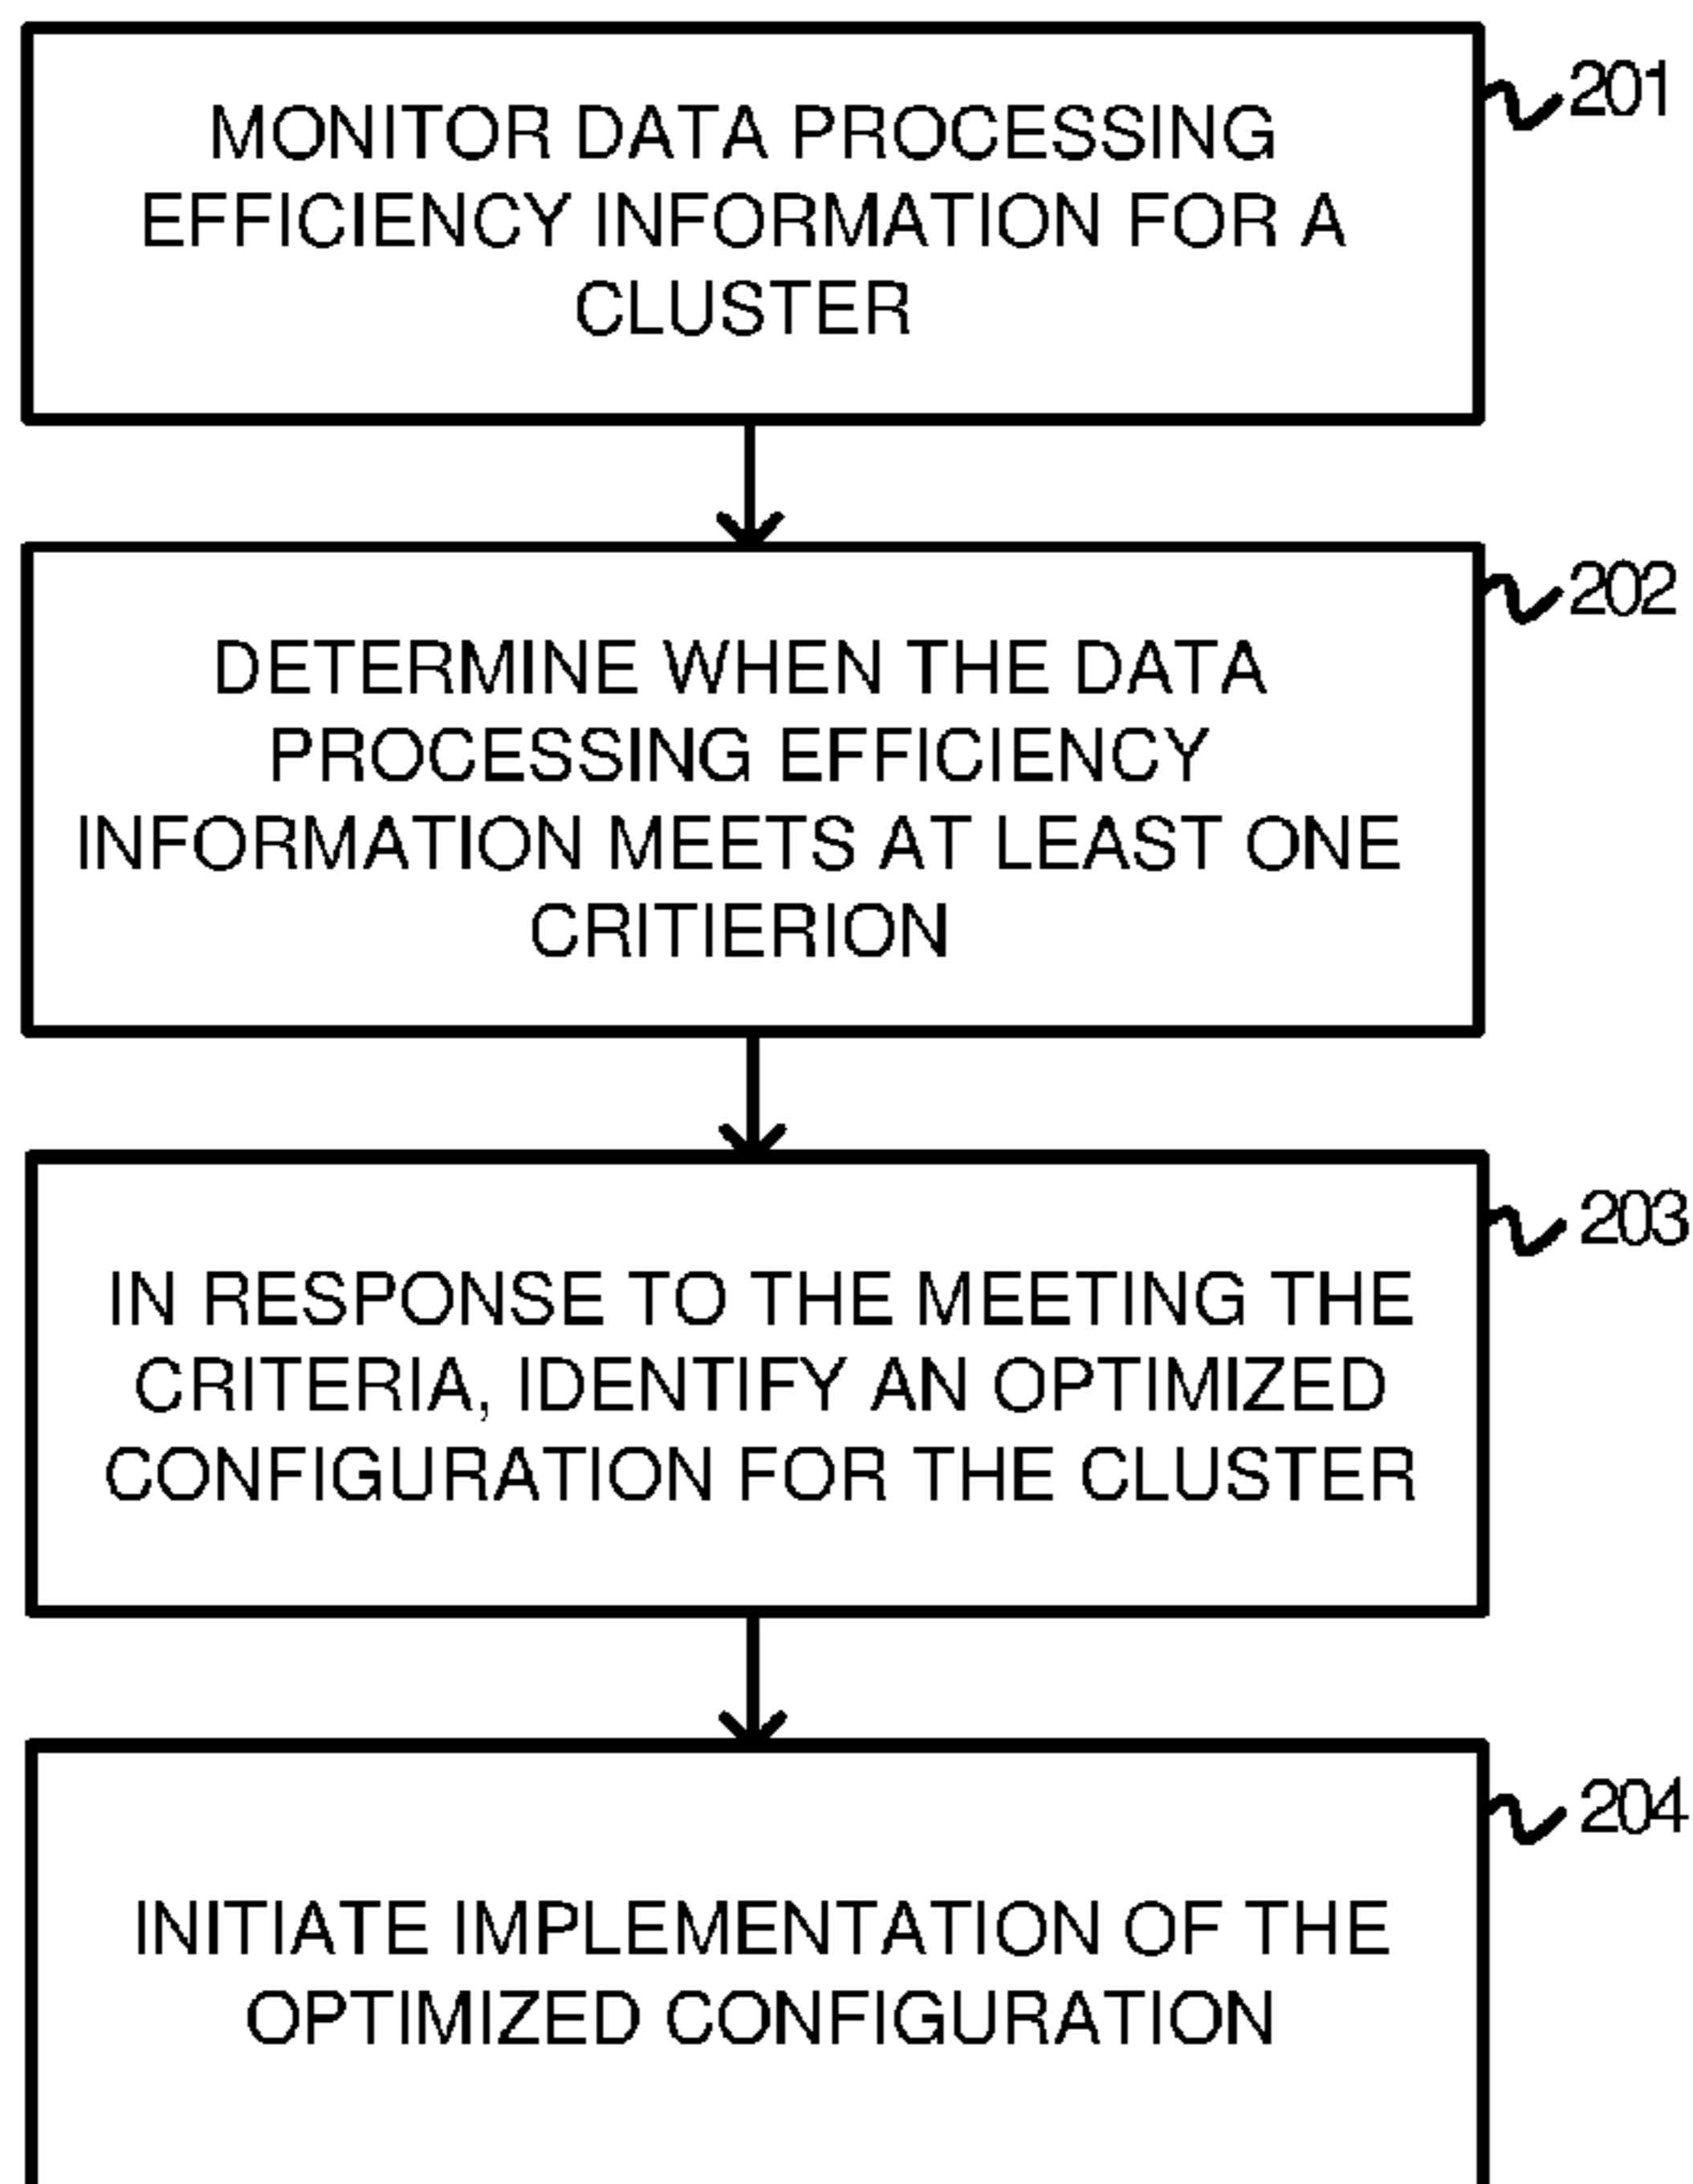 MONITOR DATA PROCESSING
EFFICIENCY INFORMATION FOR A
CLUSTER
201
DETERMINE WHEN THE DATA
PROCESSING EFFICIENCY
INFORMATION MEETS AT LEAST ONE
CRITIERION
202
IN RESPONSE TO THE MEETING THE
CRITERIA, IDENTIFY AN OPTIMIZED
CONFIGURATION FOR THE CLUSTER
203
INITIATE IMPLEMENTATION OF THE
OPTIMIZED CONFIGURATION
204